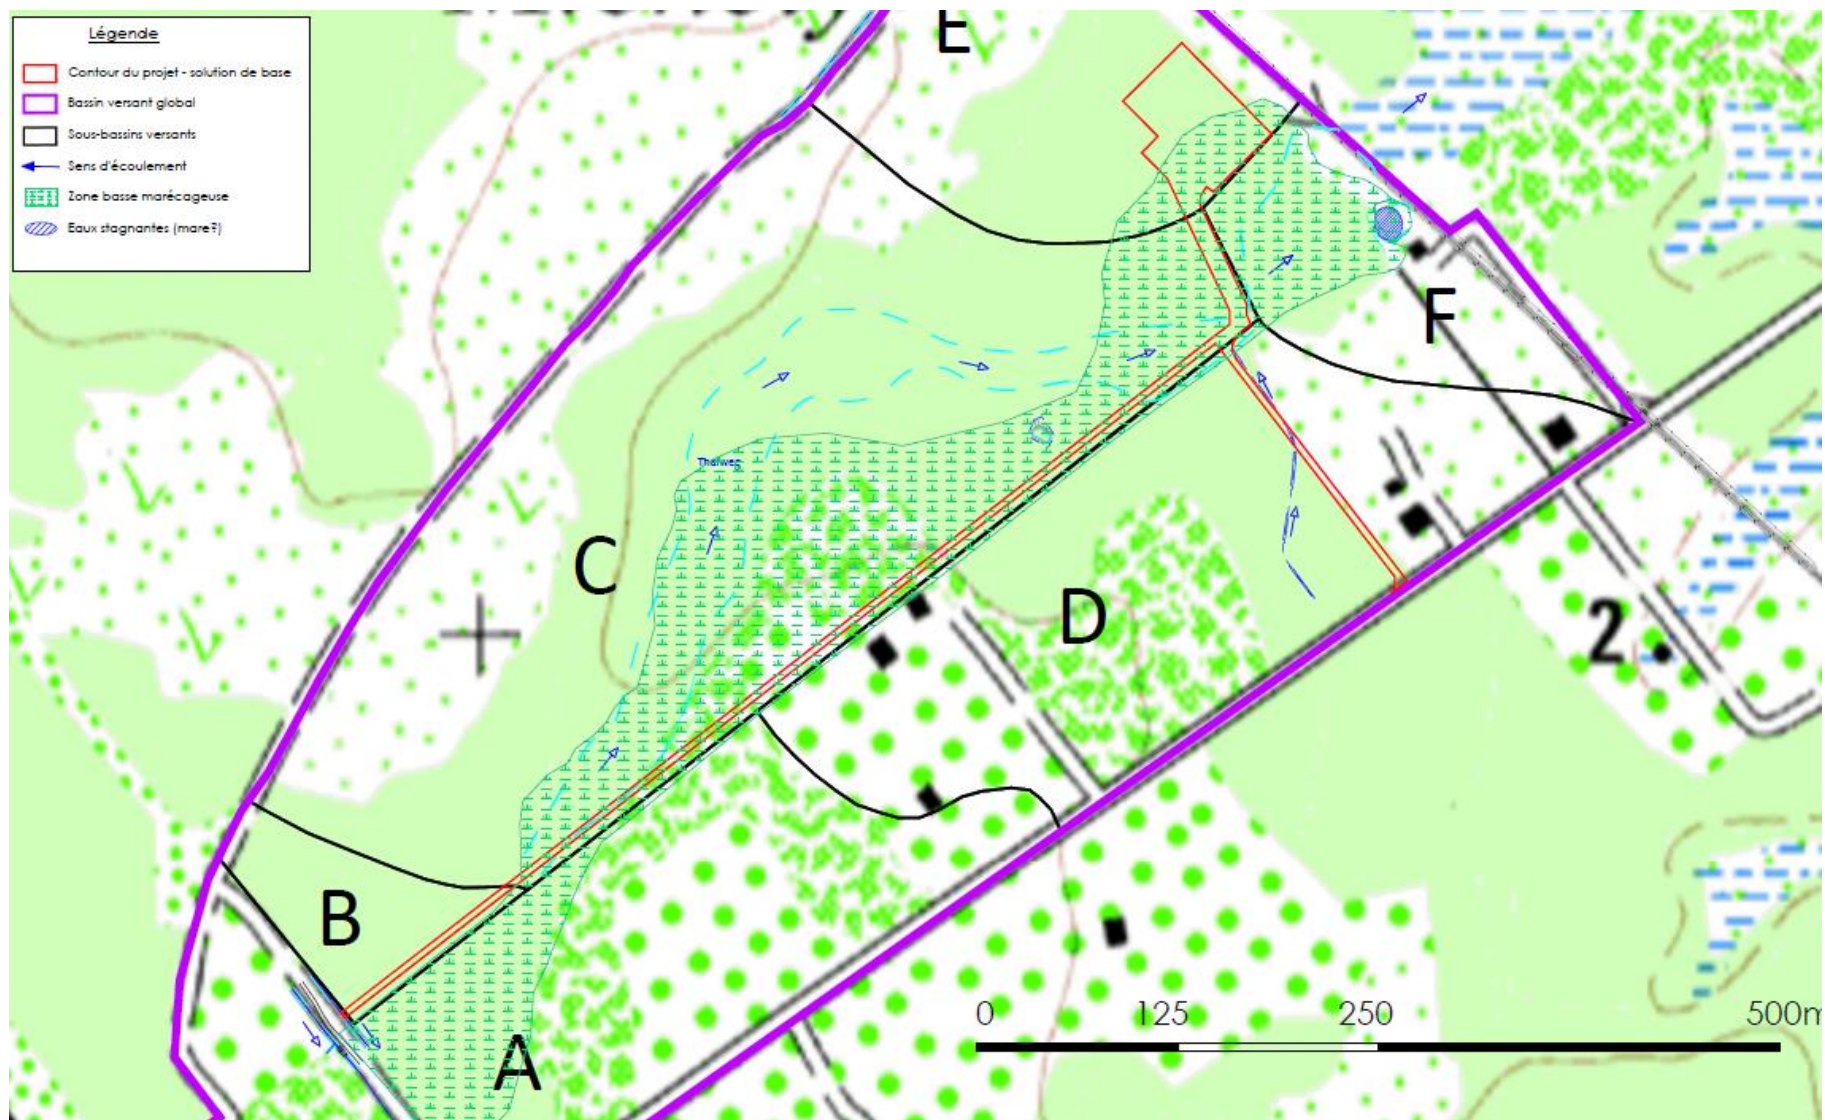 Légende
Contour du projet - solution de base
Bassin versant global
Sous-bassins versants
Sens d'écoulement
Zone basse marécageuse
Eaux stagnantes (mare?)
E
F
Thalweg
C
D
2
B
A
0 125 250 500m